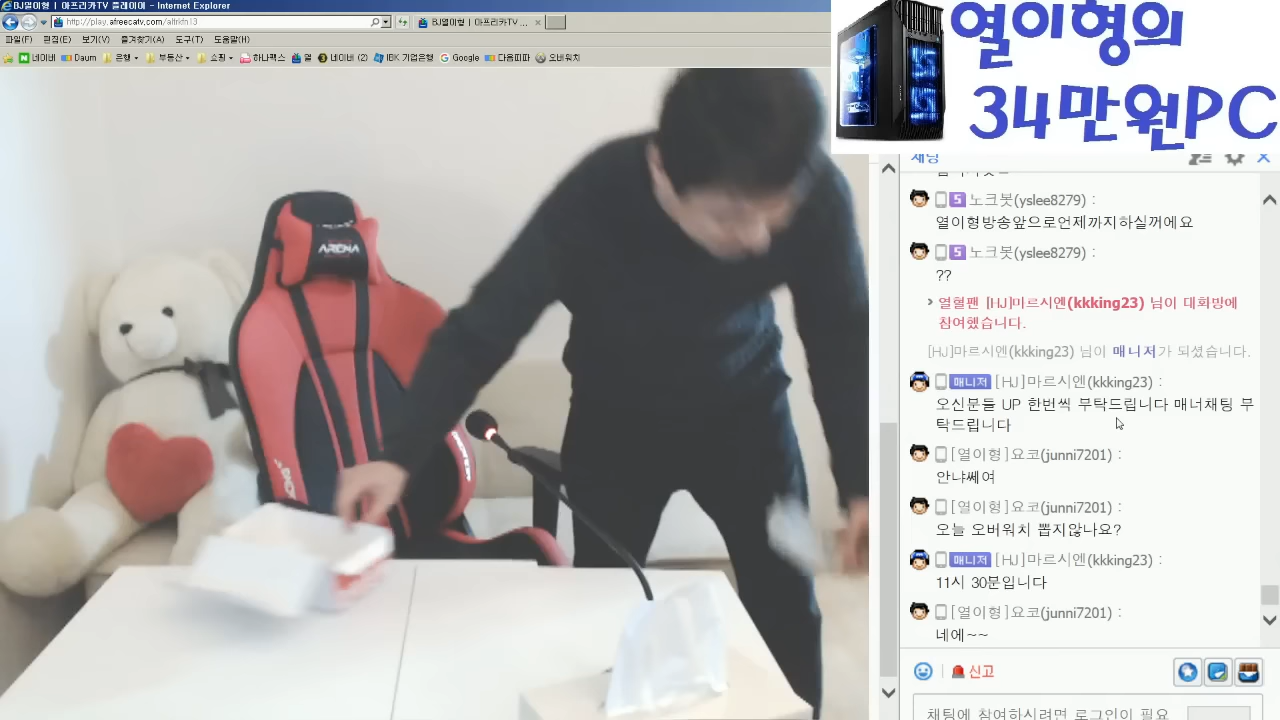 BJ열이형 | 아프리카TV 플레이어 - Internet Explorer
http://play.afreecatv.com/alfrkfn13
BJ열이형 | 아프리카TV ...
파일(F) 편집(E) 보기(V) 즐겨찾기(A) 도구(T) 도움말(H)
네이버 Daum 은행 부동산 쇼핑 하나팩스 열 네이버 (2) IBK 기업은행 Google 다음피파 오버워치
열이형의
34만원PC
ARENA
채팅
S 노크봇(yslee8279) :
열이형방송앞으로언제까지하실꺼에요
S 노크봇(yslee8279) :
??
열혈팬 [HJ]마르시엔(kkking23) 님이 대화방에
참여했습니다.
[HJ]마르시엔(kkking23) 님이 매니저가 되셨습니다.
매니저 [HJ]마르시엔(kkking23) :
오신분들 UP 한번씩 부탁드립니다 매너채팅 부
탁드립니다
[열이형]요코(junni7201) :
안냐쎄여
[열이형]요코(junni7201) :
오늘 오버워치 뽑지않나요?
매니저 [HJ]마르시엔(kkking23) :
11시 30분입니다
[열이형]요코(junni7201) :
네에~~
신고
채팅에 참여하시려면 로그인이 필요